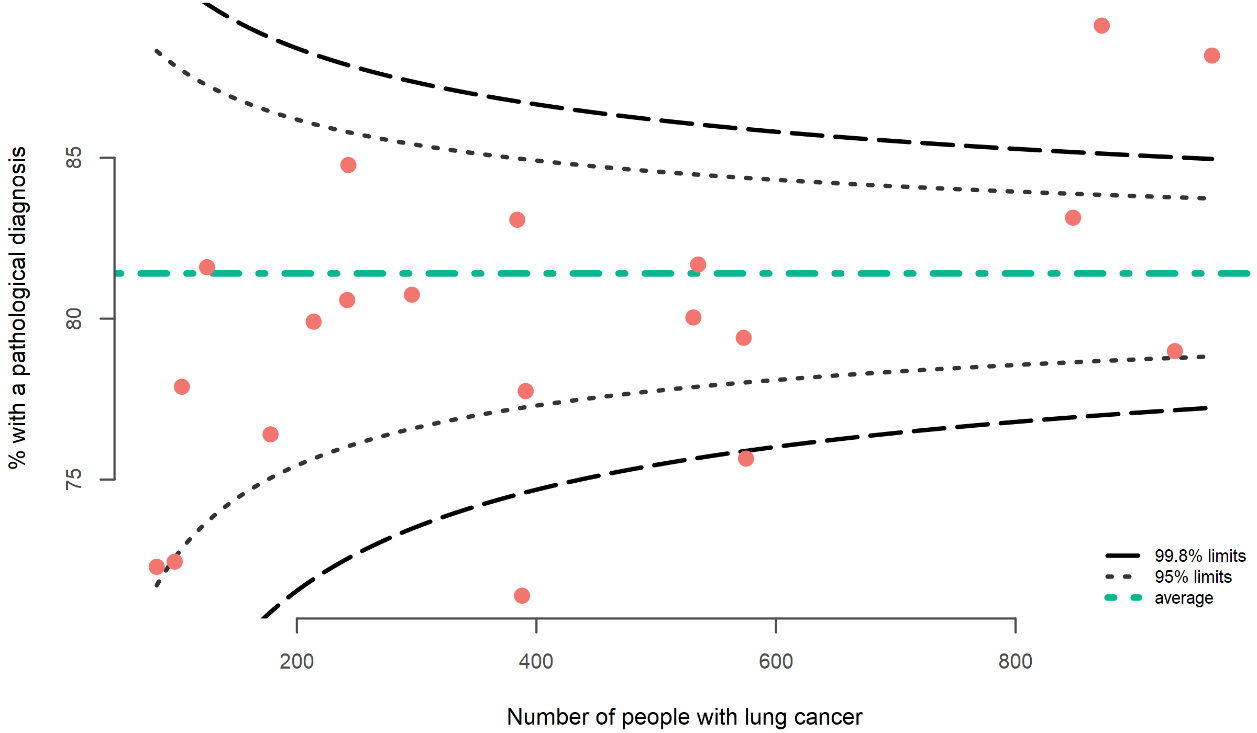 % with a pathological diagnosis
85
80
75
200 400 600 800
Number of people with lung cancer
99.8% limits
95% limits
average